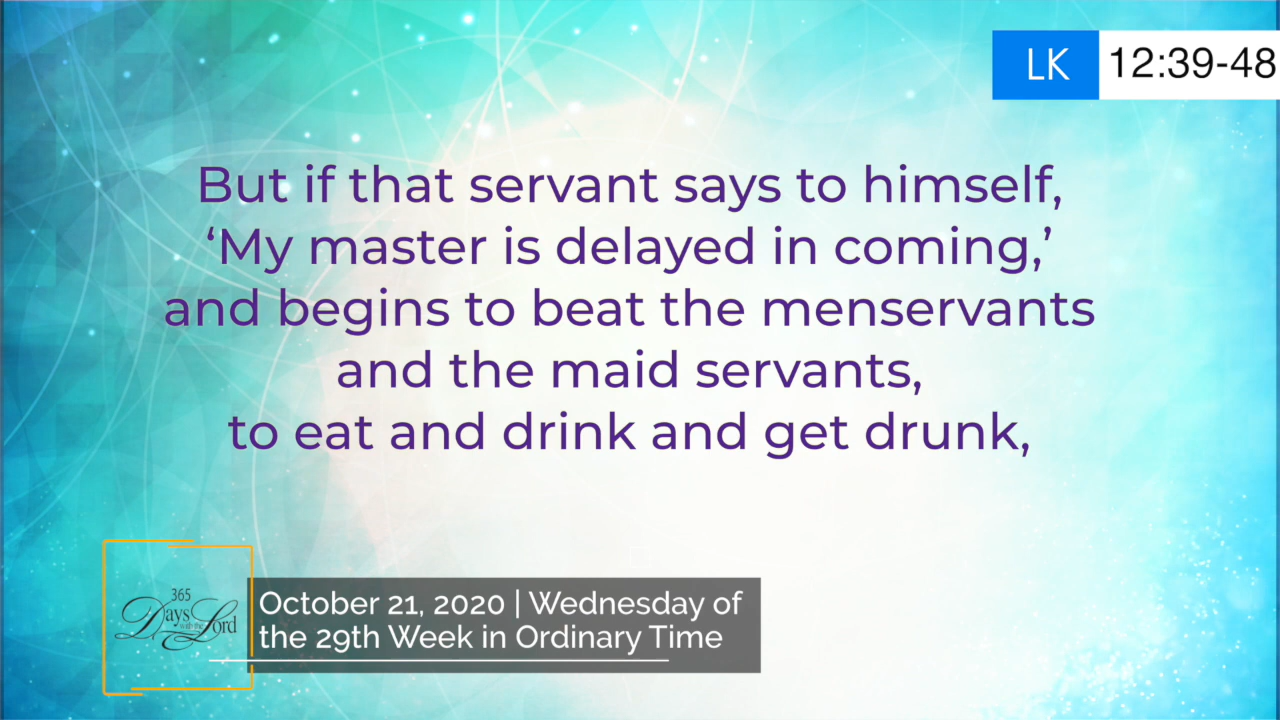 LK 12:39-48
But if that servant says to himself,
‘My master is delayed in coming,’
and begins to beat the menservants
and the maid servants,
to eat and drink and get drunk,
365
Days with the Lord
October 21, 2020 | Wednesday of
the 29th Week in Ordinary Time